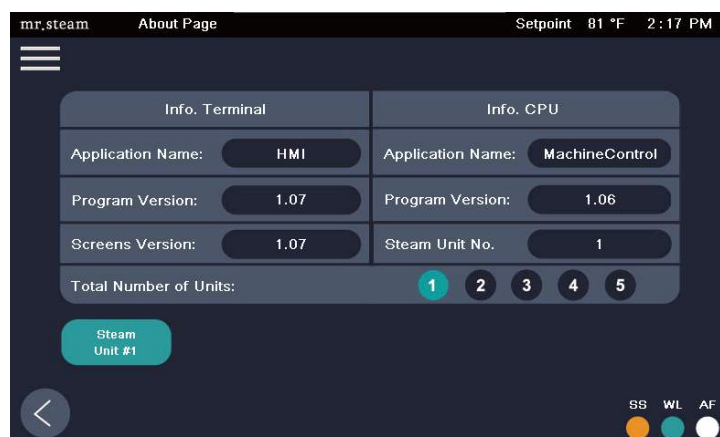 mr.steam About Page Setpoint 81 °F 2:17 PM
Info. Terminal Info. CPU
Application Name: HMI Application Name: MachineControl
Program Version: 1.07 Program Version: 1.06
Screens Version: 1.07 Steam Unit No. 1
Total Number of Units: 1 2 3 4 5
Steam
Unit #1
SS WL AF